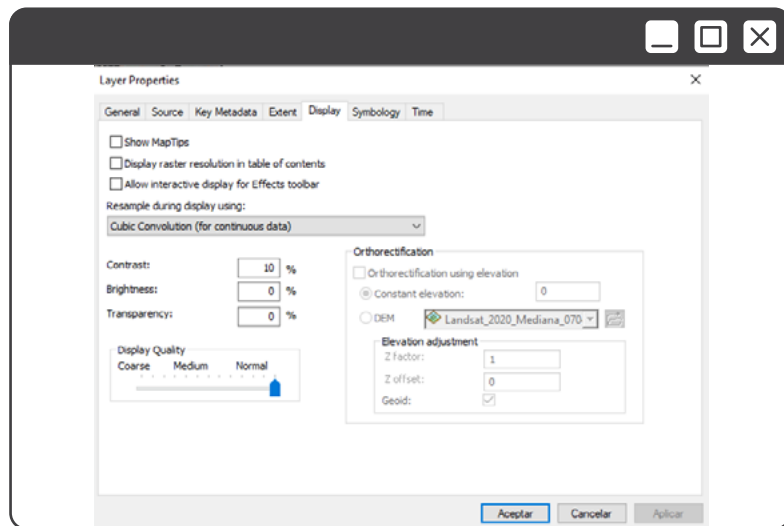 Layer Properties
General Source Key Metadata Extent Display Symbology Time
Show MapTips
Display raster resolution in table of contents
Allow interactive display for Effects toolbar
Resample during display using:
Cubic Convolution (for continuous data)
Contrast: 10 %
Brightness: 0 %
Transparency: 0 %
Display Quality
Coarse Medium Normal
Orthorectification
Orthorectification using elevation
Constant elevation: 0
DEM Landsat_2020_Mediana_070
Elevation adjustment
Z factor: 1
Z offset: 0
Geoid:
Aceptar Cancelar Aplicar